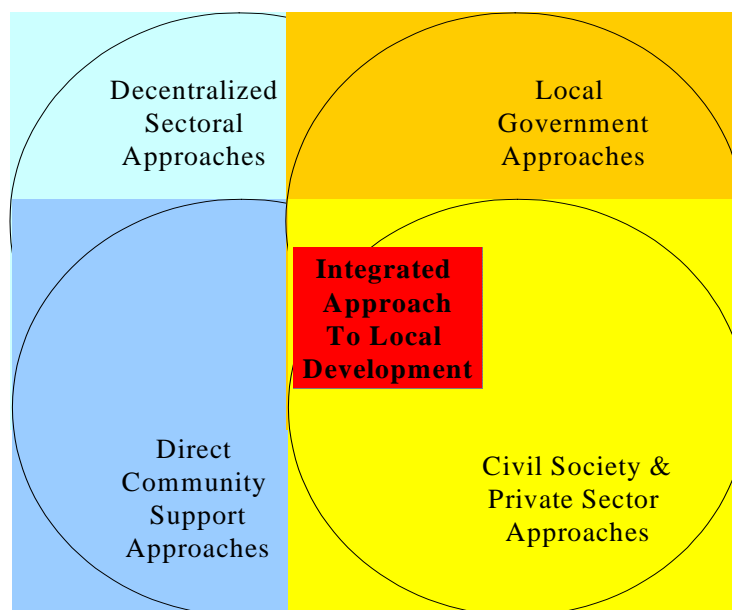 Decentralized
Sectoral
Approaches
Local
Government
Approaches
Integrated
Approach
To Local
Development
Direct
Community
Support
Approaches
Civil Society &
Private Sector
Approaches